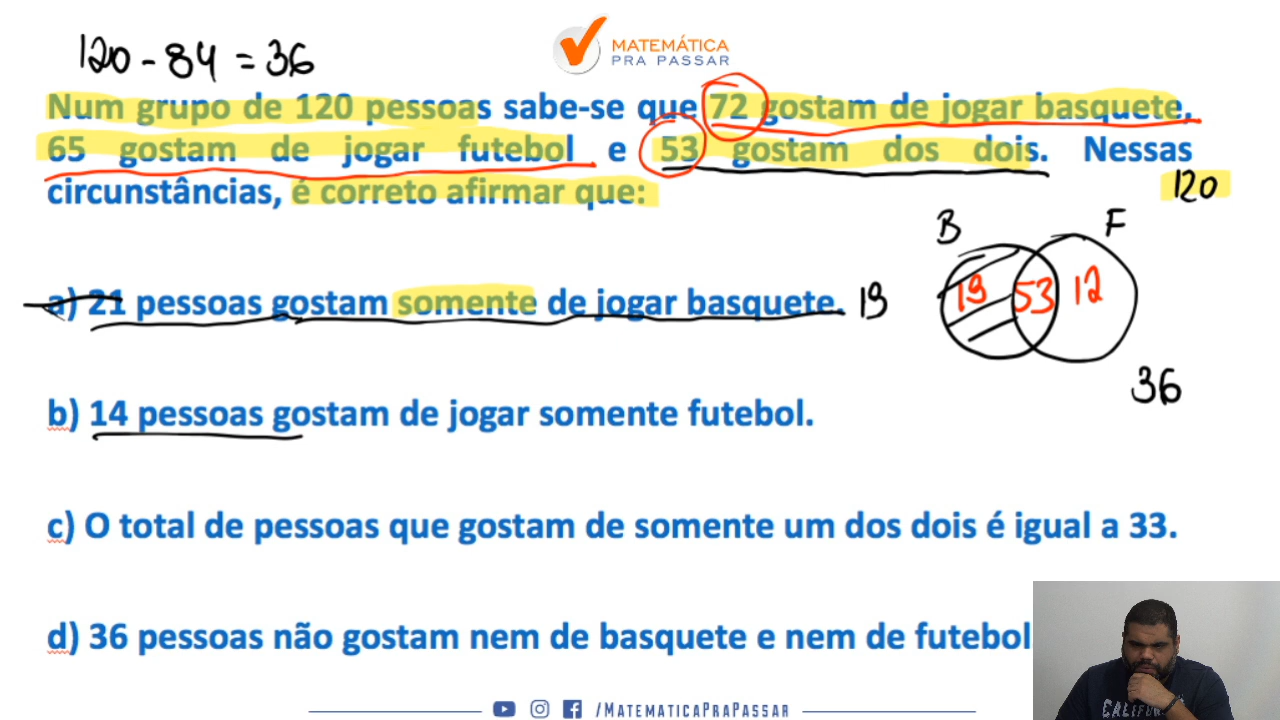 120 - 84 = 36
MATEMÁTICA
PRA PASSAR
Num grupo de 120 pessoas sabe-se que 72 gostam de jogar basquete,
65 gostam de jogar futebol e 53 gostam dos dois. Nessas
circunstâncias, é correto afirmar que:
120
B F
a) 21 pessoas gostam somente de jogar basquete. 19
19 53 12
36
b) 14 pessoas gostam de jogar somente futebol.
c) O total de pessoas que gostam de somente um dos dois é igual a 33.
d) 36 pessoas não gostam nem de basquete e nem de futebol
/MATEMATICAPRAPASSAR